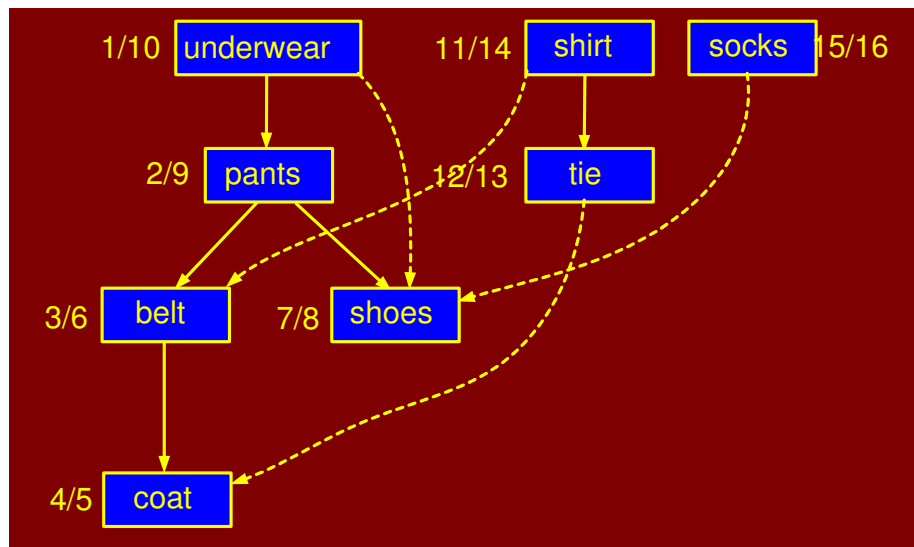 1/10 underwear 11/14 shirt socks 15/16
2/9 pants 12/13 tie
3/6 belt 7/8 shoes
4/5 coat